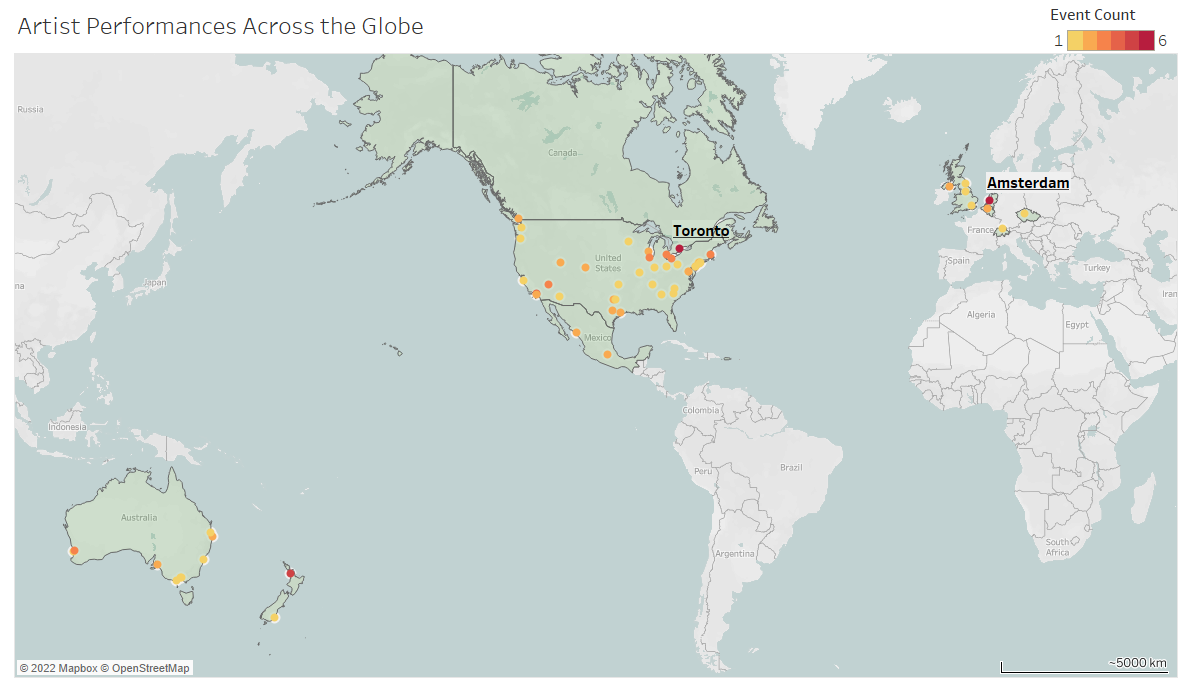 Artist Performances Across the Globe
Event Count
1 6
Russia
Canada
Amsterdam
France
Toronto
United
States
Spain
Turkey
na
Japan
Iran
Algeria
Egypt
Mexico
Colombia
Indonesia
Peru
Brazil
Australia
South
Africa
Argentina
© 2022 Mapbox © OpenStreetMap
~5000 km